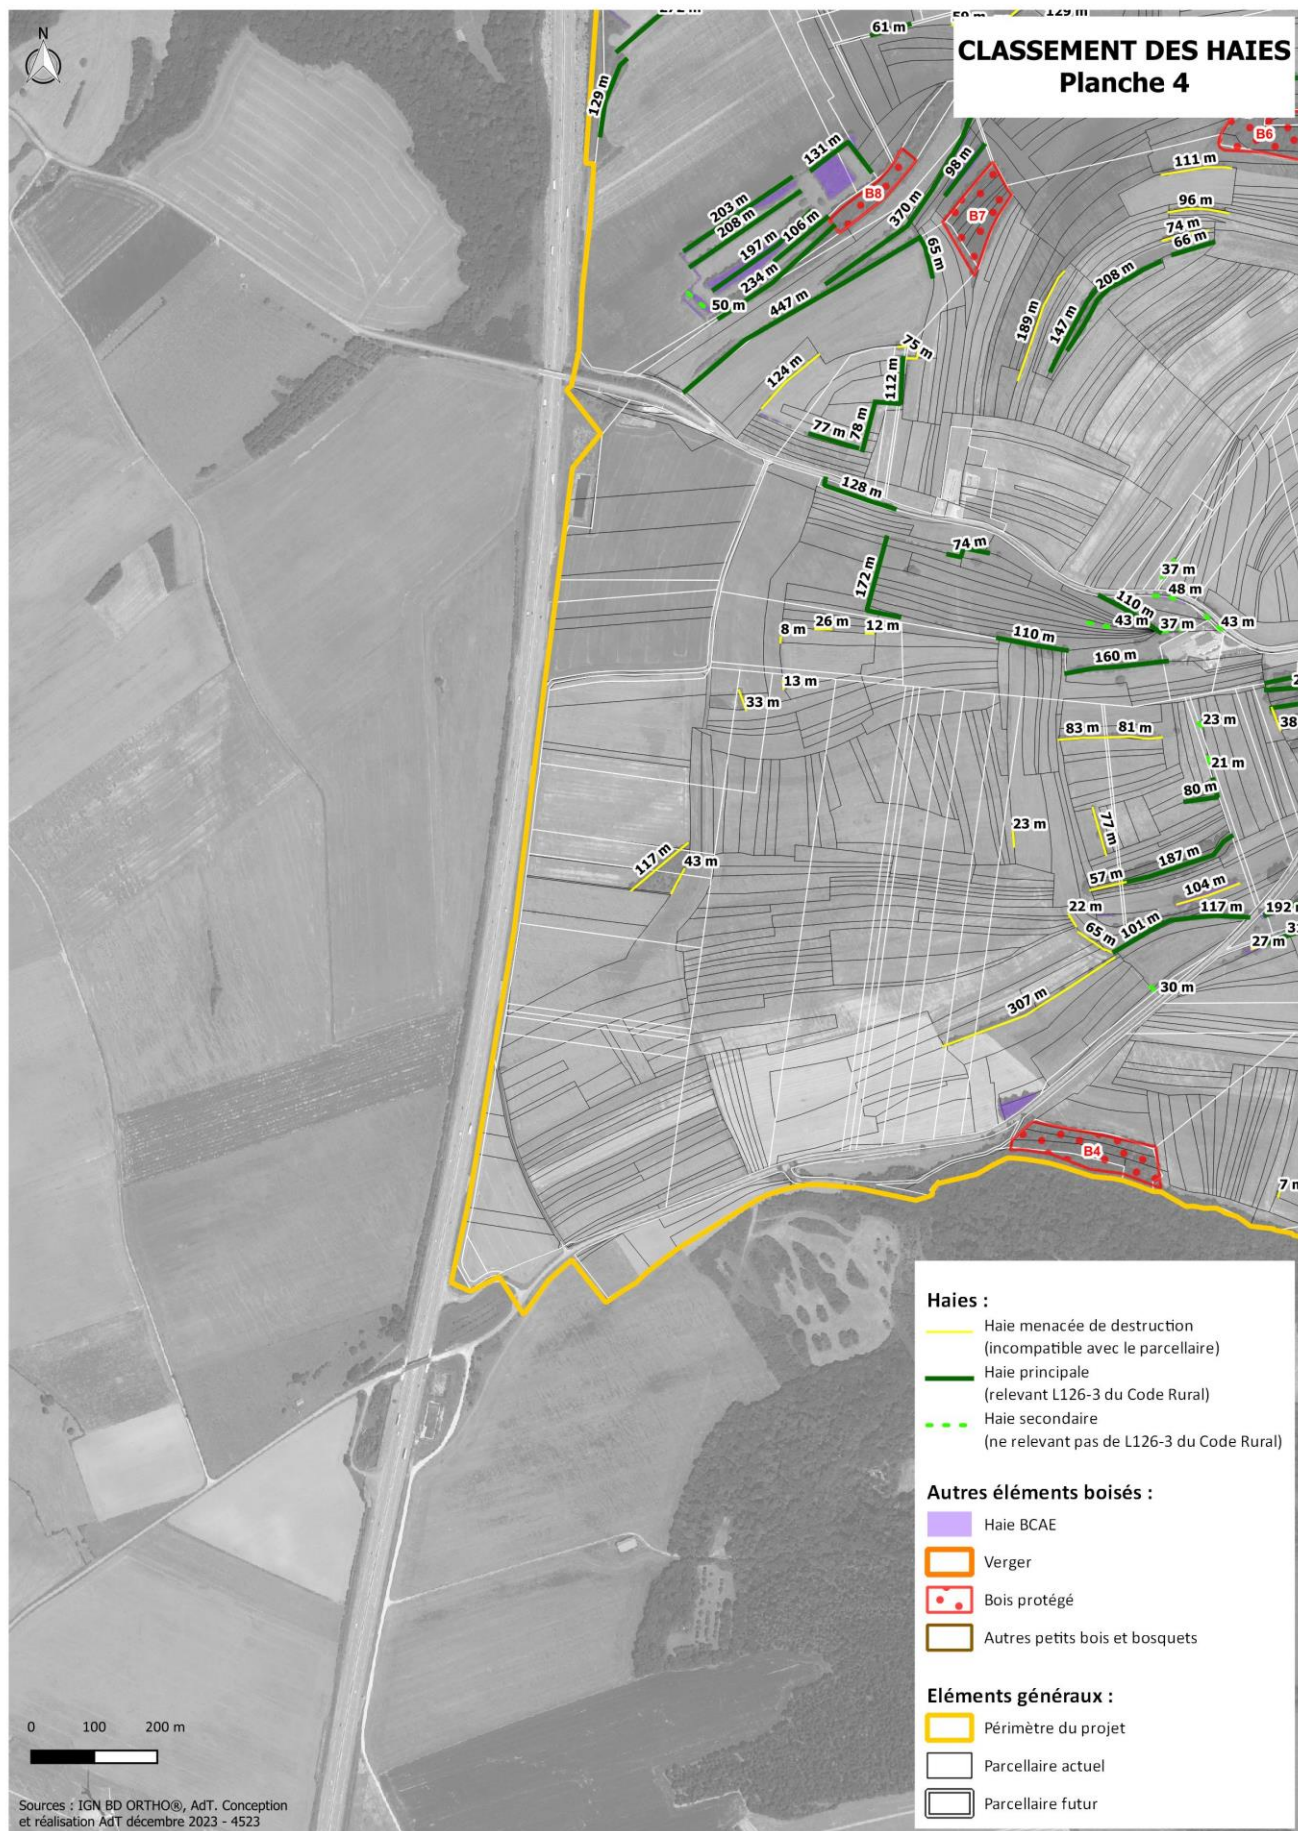 N
CLASSEMENT DES HAIES
Planche 4
272 m
61 m
59 m
129 m
129 m
131 m
B8
B6
98 m
B7
111 m
203 m
208 m
370 m
96 m
197 m
106 m
65 m
74 m
66 m
234 m
208 m
50 m
447 m
189 m
147 m
75 m
124 m
112 m
77 m
78 m
128 m
74 m
172 m
37 m
48 m
110 m
43 m
37 m
43 m
8 m
26 m
12 m
110 m
160 m
13 m
33 m
23 m
38
83 m
81 m
21 m
80 m
77 m
23 m
117 m
43 m
187 m
57 m
104 m
22 m
117 m
192
65 m
101 m
27 m
30 m
307 m
B4
7 m
Haies :
Haie menacée de destruction
(incompatible avec le parcellaire)
Haie principale
(relevant L126-3 du Code Rural)
Haie secondaire
(ne relevant pas de L126-3 du Code Rural)
Autres éléments boisés :
Haie BCAE
Verger
Bois protégé
Autres petits bois et bosquets
Eléments généraux :
Périmètre du projet
Parcellaire actuel
Parcellaire futur
0 100 200 m
Sources : IGN BD ORTHO®, AdT. Conception
et réalisation AdT décembre 2023 - 4523